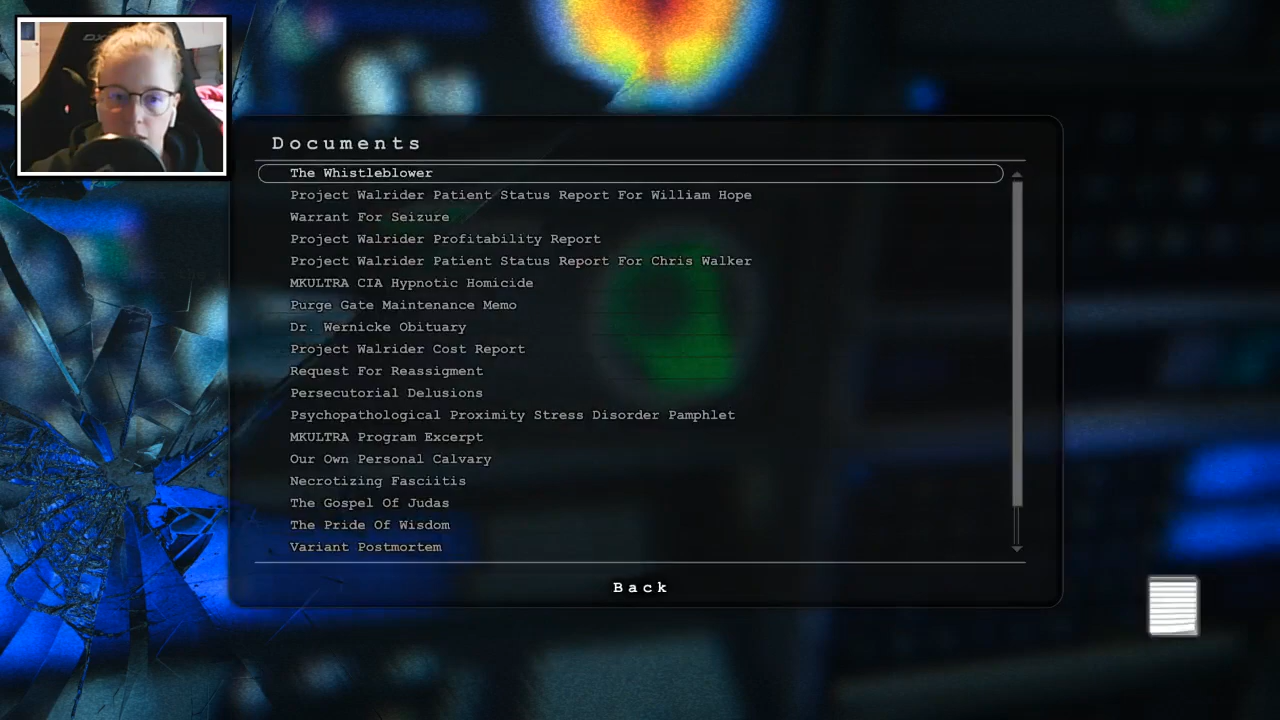 Documents
The Whistleblower
Project Walrider Patient Status Report For William Hope
Warrant For Seizure
Project Walrider Profitability Report
Project Walrider Patient Status Report For Chris Walker
MKULTRA CIA Hypnotic Homicide
Purge Gate Maintenance Memo
Dr. Wernicke Obituary
Project Walrider Cost Report
Request For Reassigment
Persecutorial Delusions
Psychopathological Proximity Stress Disorder Pamphlet
MKULTRA Program Excerpt
Our Own Personal Calvary
Necrotizing Fasciitis
The Gospel Of Judas
The Pride Of Wisdom
Variant Postmortem
Back